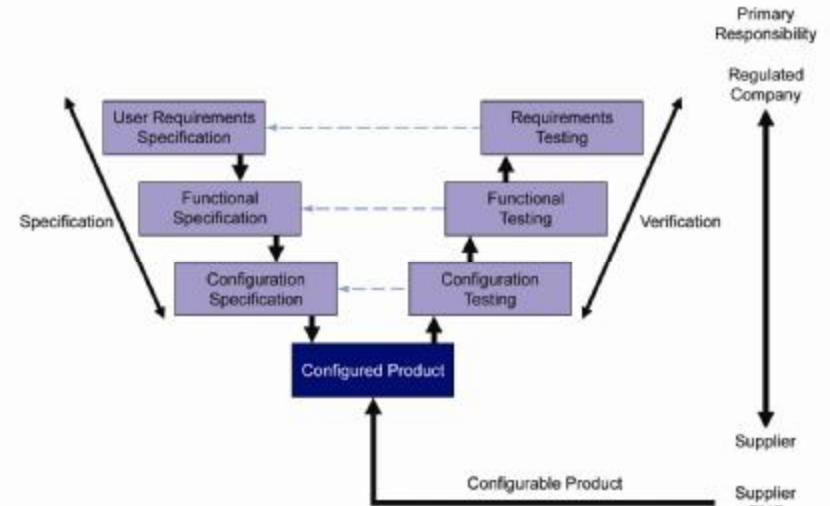 Primary
Responsibility
Regulated
Company
User Requirements
Specification
Requirements
Testing
Functional
Specification
Functional
Testing
Specification
Verification
Configuration
Specification
Configuration
Testing
Configured Product
Supplier
Configurable Product
Supplier